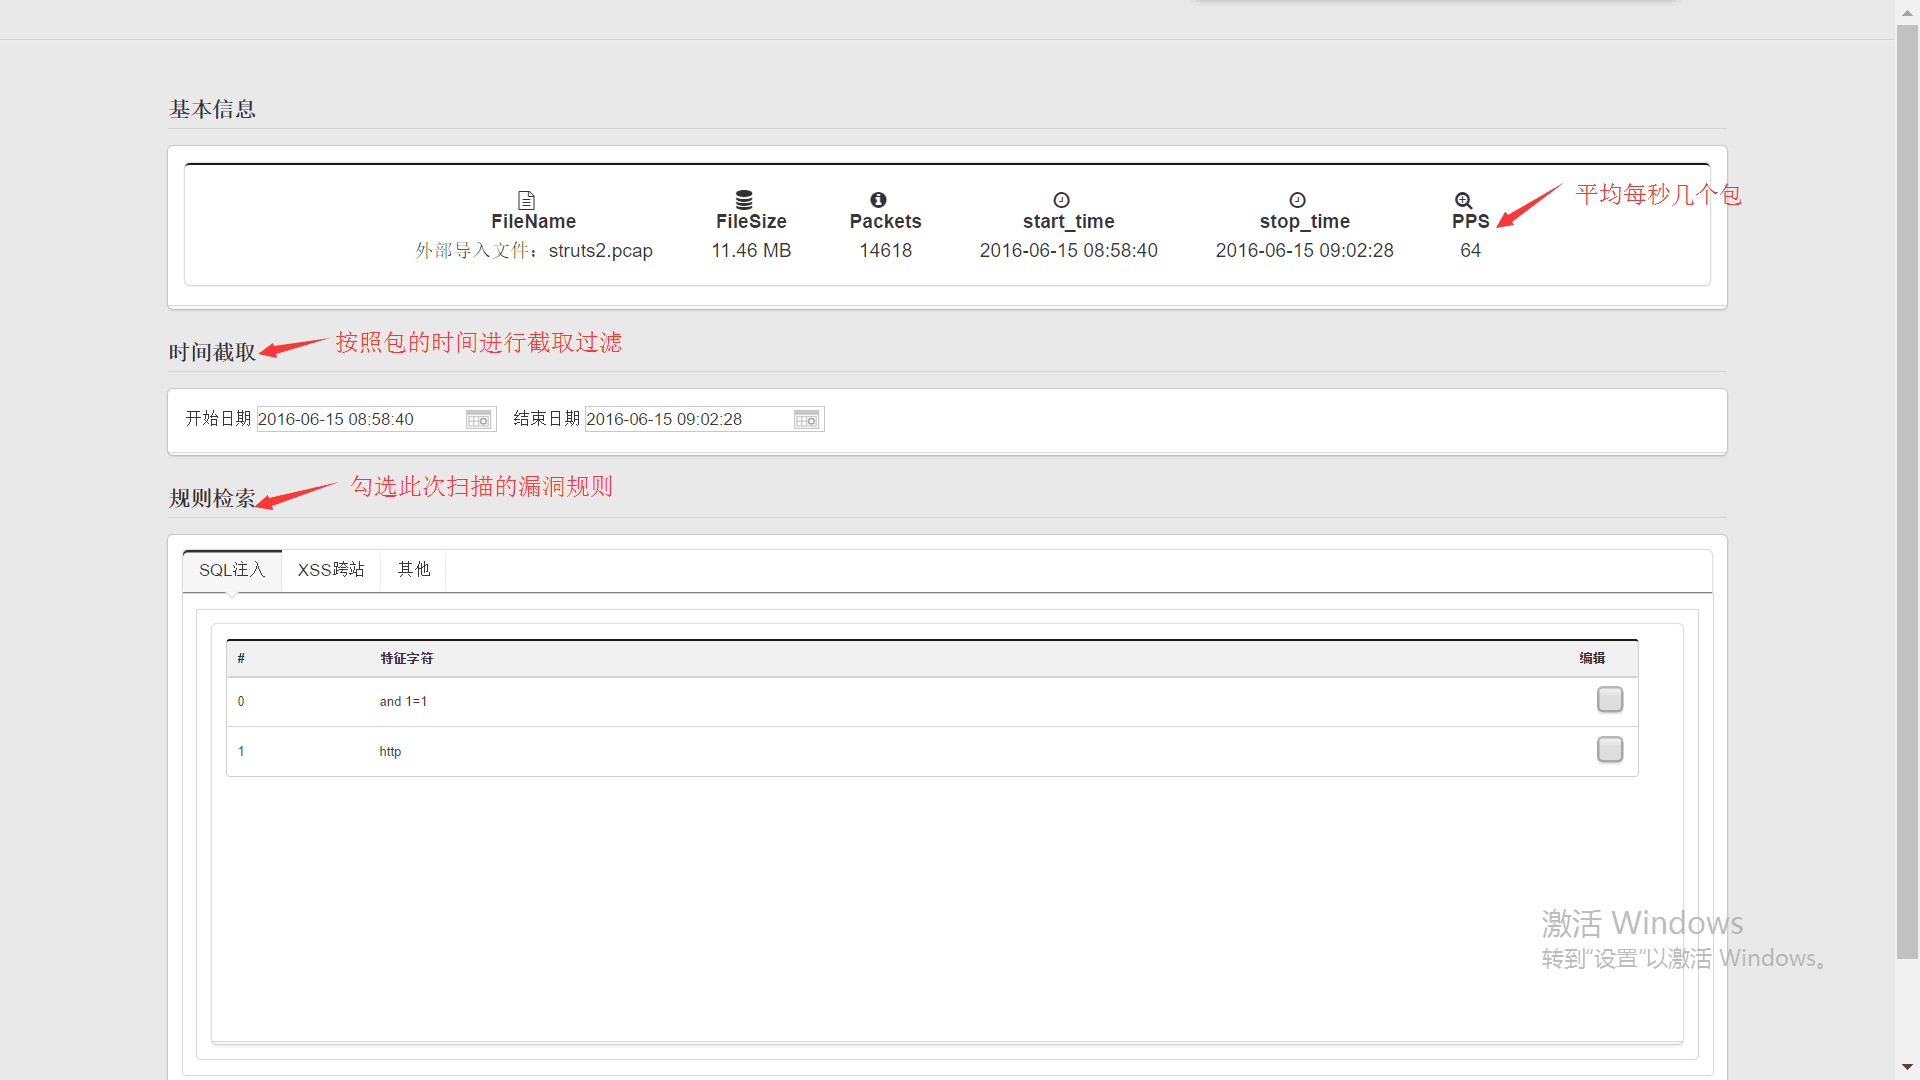 基本信息
FileName FileSize Packets start_time stop_time PPS
平均每秒几个包
外部导入文件：struts2.pcap 11.46 MB 14618 2016-06-15 08:58:40 2016-06-15 09:02:28 64
时间截取
按照包的时间进行截取过滤
开始日期 2016-06-15 08:58:40 结束日期 2016-06-15 09:02:28
规则检索
勾选此次扫描的漏洞规则
SQL注入 XSS跨站 其他
# 特征字符 编辑
0 and 1=1
1 http
激活 Windows
转到“设置”以激活 Windows。